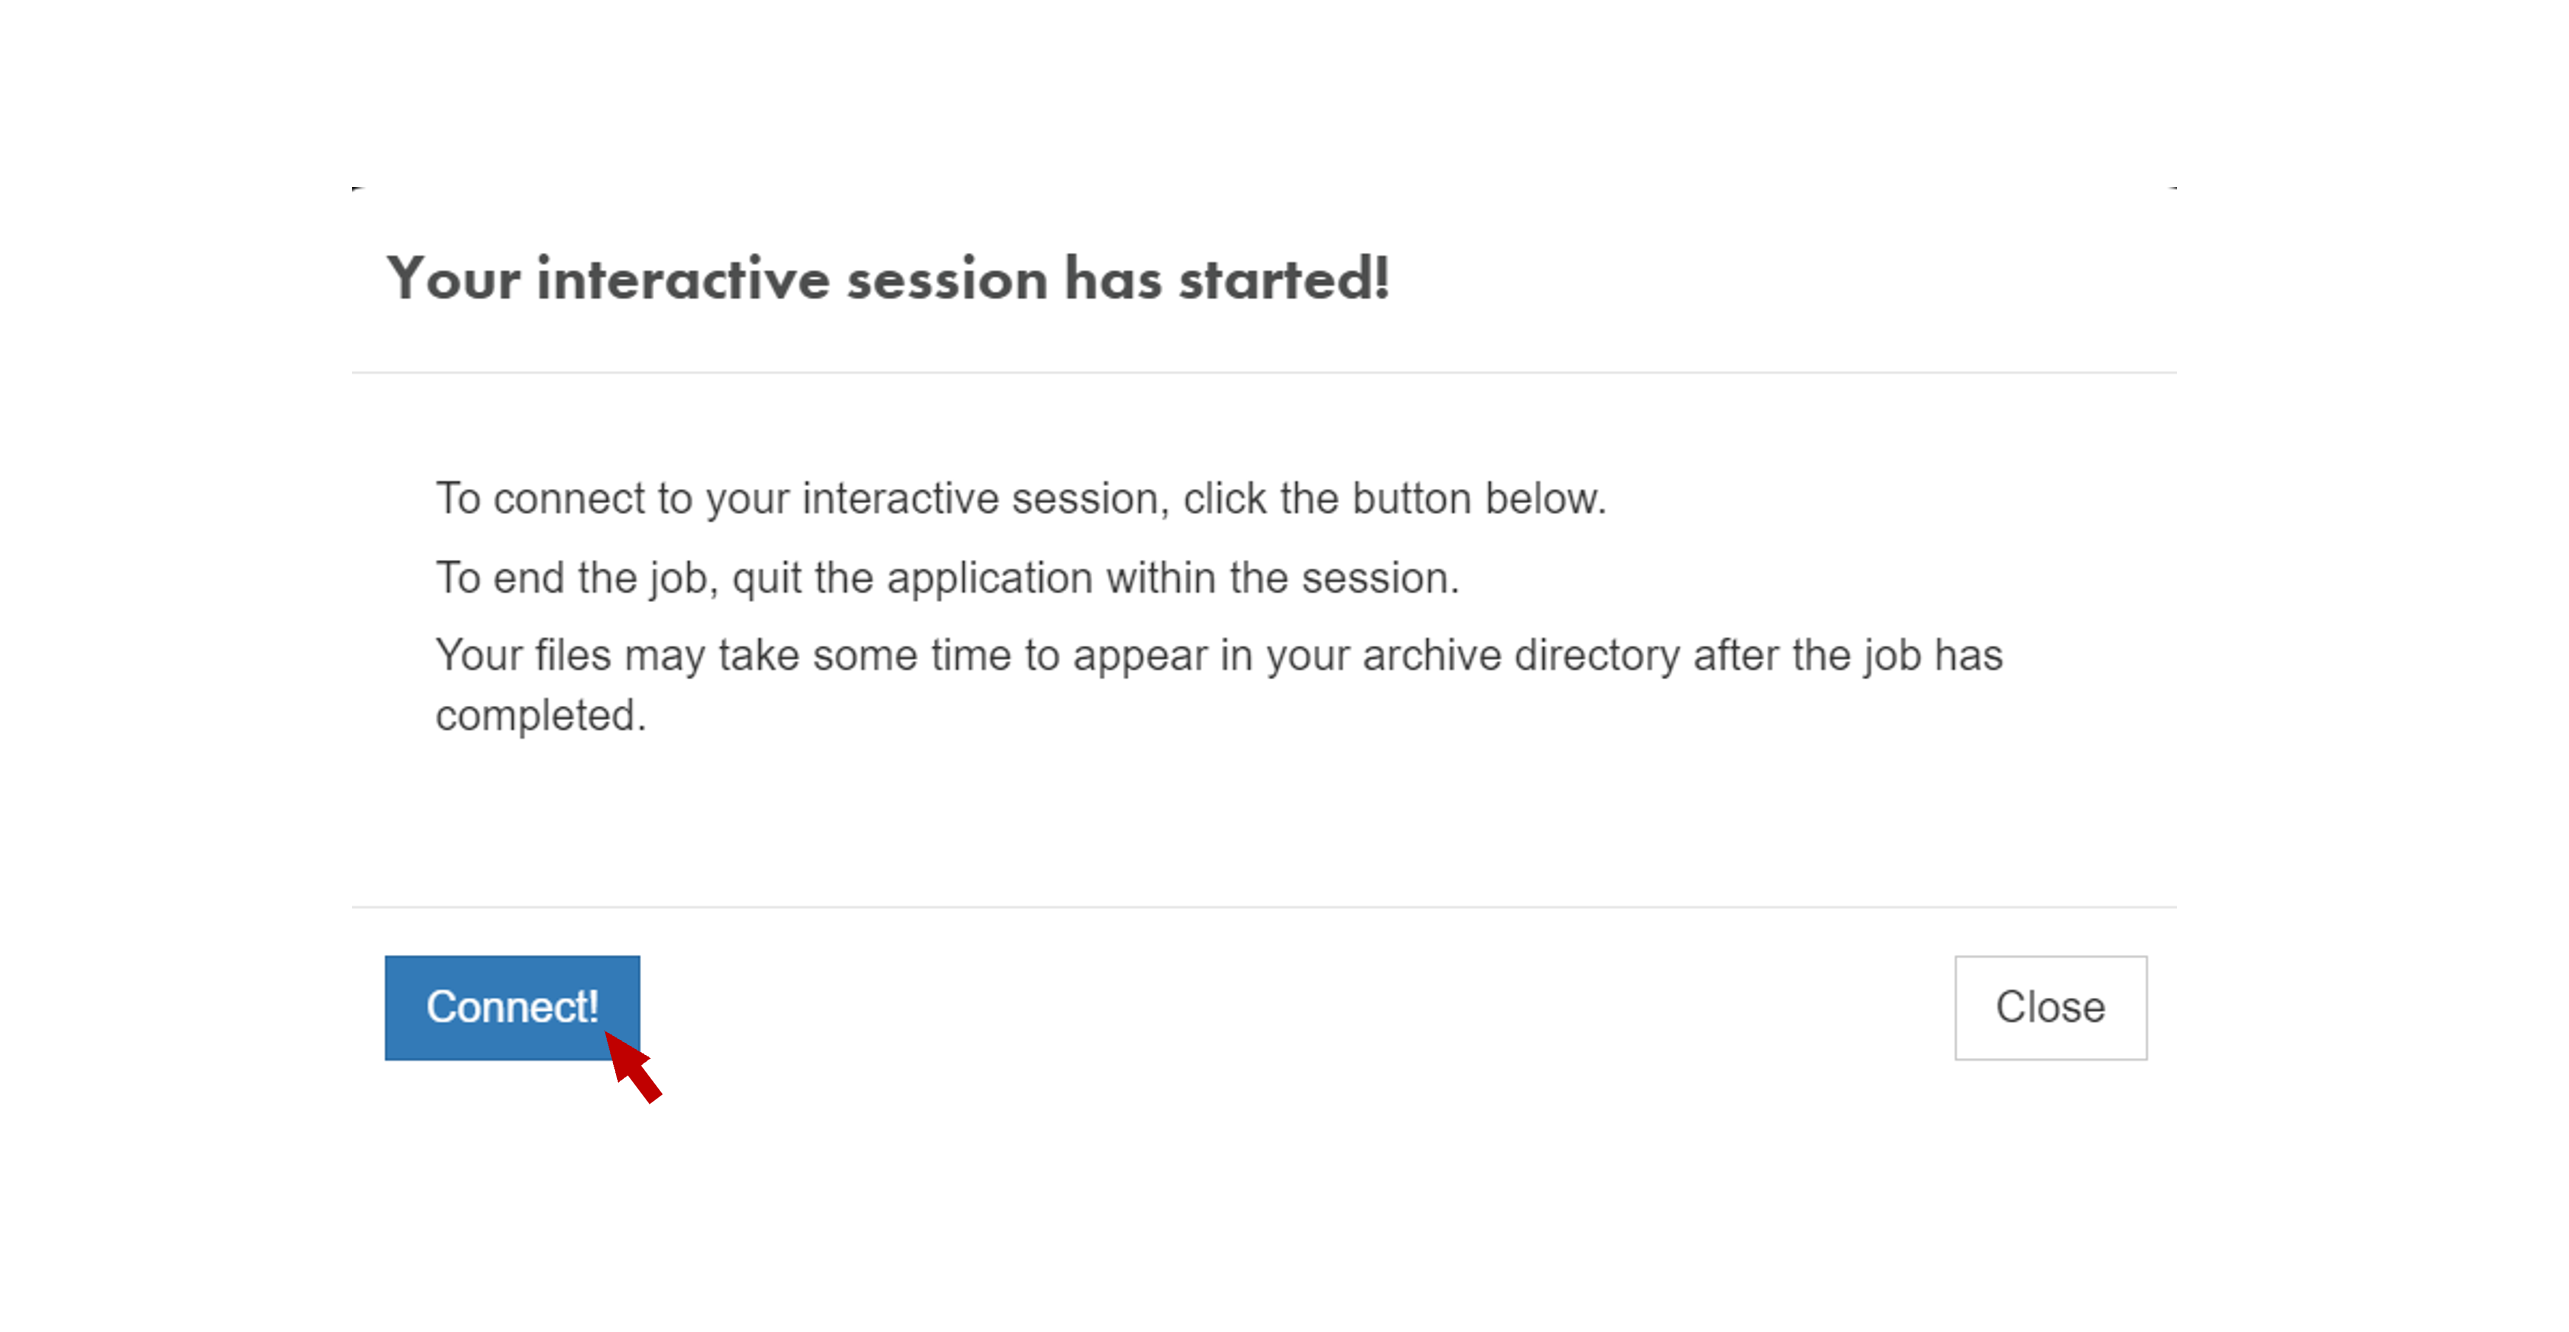 Your interactive session has started!
To connect to your interactive session, click the button below.
To end the job, quit the application within the session.
Your files may take some time to appear in your archive directory after the job has
completed.
Connect!
Close